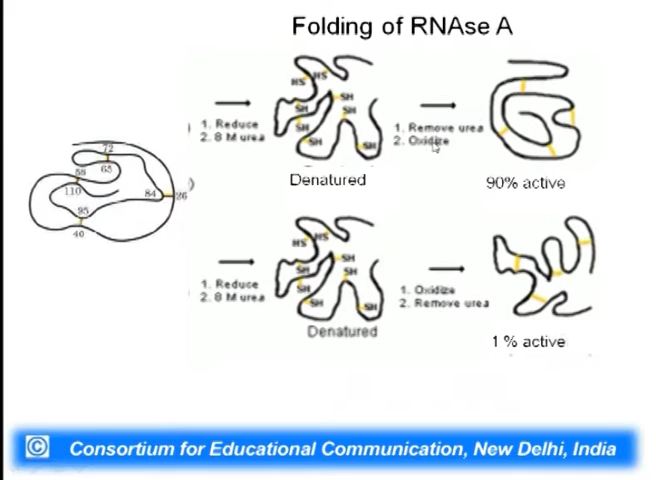 Folding of RNAse A
HS HS
SH SH
SH SH
SH SH
1. Reduce
2. 8 M urea
Denatured
1. Remove urea
2. Oxidize
90% active
72
65
58
110
84
26
95
40
HS HS
SH SH
SH SH
SH SH
1. Reduce
2. 8 M urea
Denatured
1. Oxidize
2. Remove urea
1 % active
© Consortium for Educational Communication, New Delhi, India